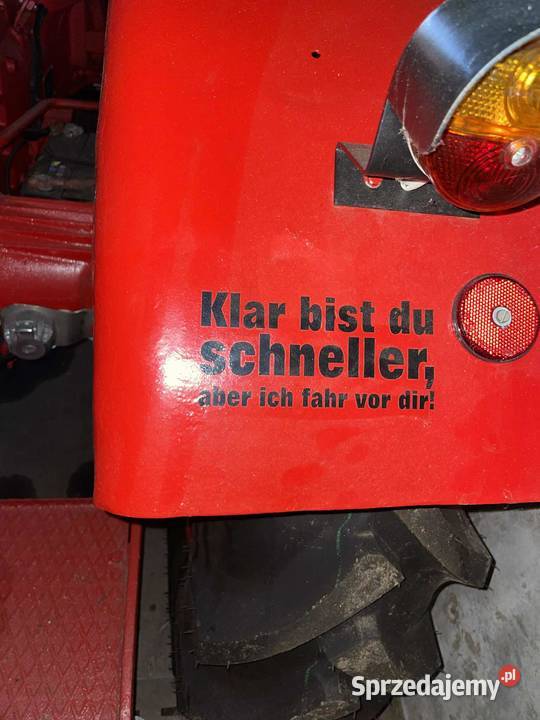 Klar bist du
schneller,
aber ich fahr vor dir!
Sprzedajemy.pl